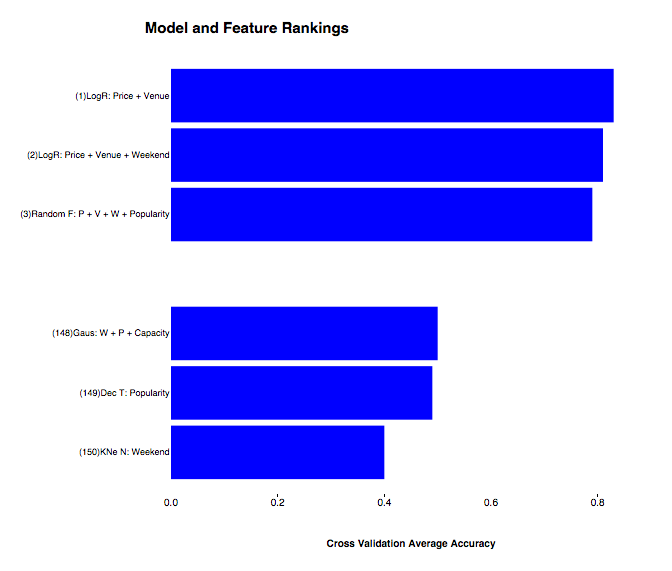 Model and Feature Rankings
(1)LogR: Price + Venue
(2)LogR: Price + Venue + Weekend
(3)Random F: P + V + W + Popularity
(148)Gaus: W + P + Capacity
(149)Dec T: Popularity
(150)KNe N: Weekend
0.0 0.2 0.4 0.6 0.8
Cross Validation Average Accuracy